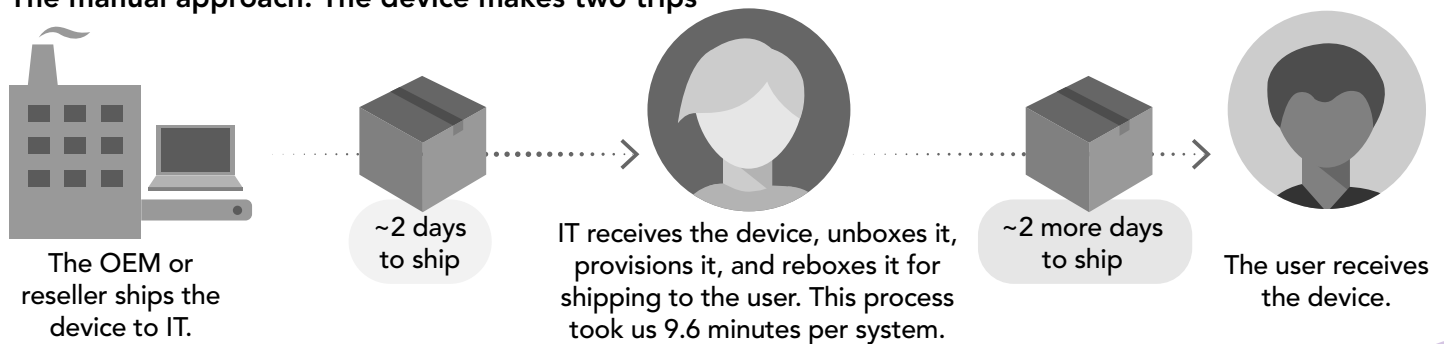 The manual approach: The device makes two trips
~2 days
to ship
~2 more days
to ship
The OEM or
reseller ships the
device to IT.
IT receives the device, unboxes it,
provisions it, and reboxes it for
shipping to the user. This process
took us 9.6 minutes per system.
The user receives
the device.